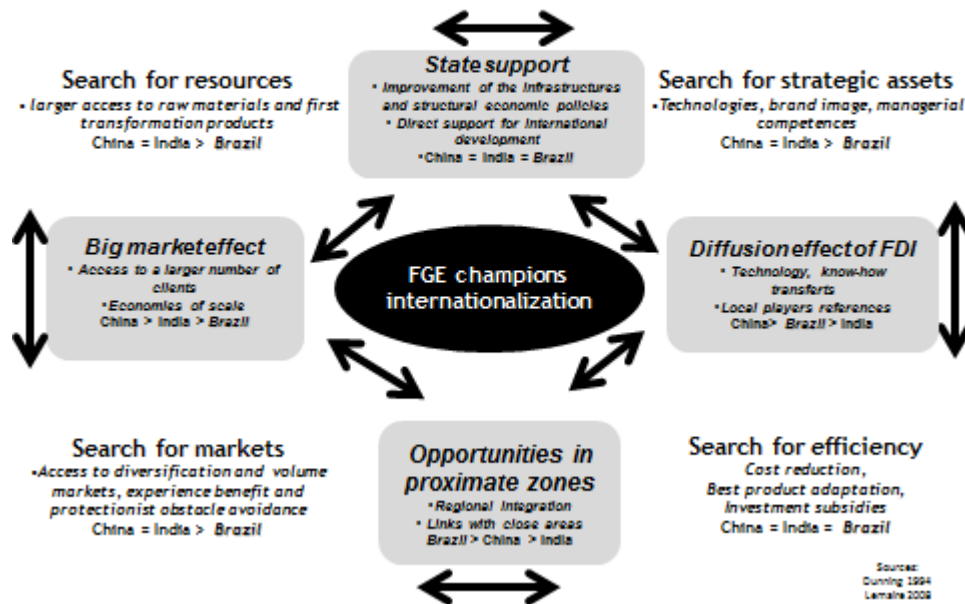 Search for resources
•larger access to raw materials and first
transformation products
China = India > Brazil
State support
• Improvement of the Infrastructures
and structural economic policies
• Direct support for International
development
•China = India = Brazil
Search for strategic assets
•Technologies, brand image, managerial
competences
China = India > Brazil
Big market effect
• Access to a larger number of
clients
•Economies of scale
China > India > Brazil
FGE champions
internationalization
Diffusion effect of FDI
• Technology, know-how
transferts
•Local players references
China> Brazil > India
Search for markets
•Access to diversification and volume
markets, experience benefit and
protectionist obstacle avoidance
China = India > Brazil
Opportunities in
proximate zones
•Regional Integration
•Links with close areas
Brazil > China > India
Search for efficiency
Cost reduction,
Best product adaptation,
Investment subsidies
China = India = Brazil
Sources:
Dunning 1994
Lemaire 2009